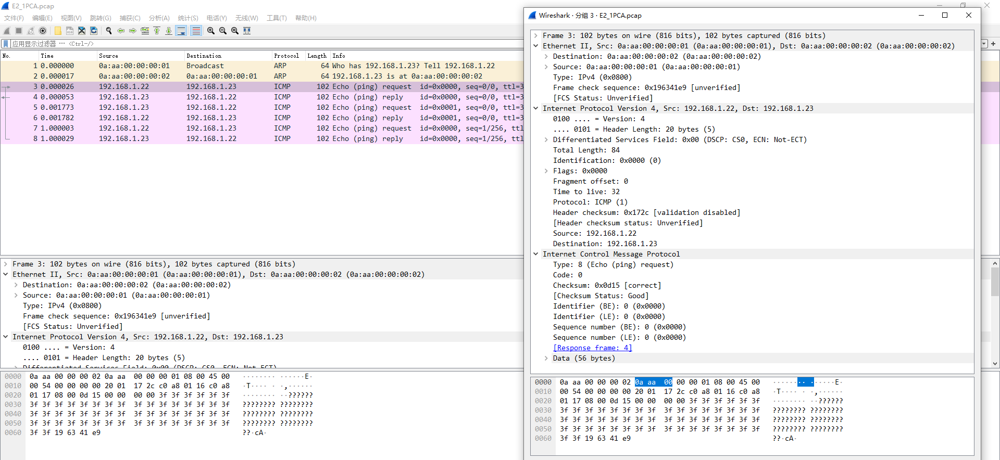 E2_1PCA.pcap
文件(F) 编辑(E) 视图(V) 跳转(G) 捕获(C) 分析(A) 统计(S) 电话(Y) 无线(W) 工具(T) 帮助(H)
应用显示过滤器 … <Ctrl-/>
No. Time Source Destination Protocol Length Info
1 0.000000 0a:aa:00:00:00:01 Broadcast ARP 64 Who has 192.168.1.23? Tell 192.168.1.22
2 0.000017 0a:aa:00:00:00:02 0a:aa:00:00:00:01 ARP 64 192.168.1.23 is at 0a:aa:00:00:00:02
3 0.000026 192.168.1.22 192.168.1.23 ICMP 102 Echo (ping) request id=0x0000, seq=0/0, ttl=3
4 0.000053 192.168.1.23 192.168.1.22 ICMP 102 Echo (ping) reply id=0x0000, seq=0/0, ttl=3
5 0.001773 192.168.1.23 192.168.1.22 ICMP 102 Echo (ping) request id=0x0001, seq=0/0, ttl=3
6 0.001782 192.168.1.22 192.168.1.23 ICMP 102 Echo (ping) reply id=0x0001, seq=0/0, ttl=3
7 1.000003 192.168.1.22 192.168.1.23 ICMP 102 Echo (ping) request id=0x0000, seq=1/256, ttl
8 1.000029 192.168.1.23 192.168.1.22 ICMP 102 Echo (ping) reply id=0x0000, seq=1/256, ttl
Frame 3: 102 bytes on wire (816 bits), 102 bytes captured (816 bits)
Ethernet II, Src: 0a:aa:00:00:00:01 (0a:aa:00:00:00:01), Dst: 0a:aa:00:00:00:02 (0a:aa:00:00:00:02)
Destination: 0a:aa:00:00:00:02 (0a:aa:00:00:00:02)
Source: 0a:aa:00:00:00:01 (0a:aa:00:00:00:01)
Type: IPv4 (0x0800)
Frame check sequence: 0x196341e9 [unverified]
[FCS Status: Unverified]
Internet Protocol Version 4, Src: 192.168.1.22, Dst: 192.168.1.23
0100 .... = Version: 4
.... 0101 = Header Length: 20 bytes (5)
Differentiated Services Field: 0x00 (DSCP: CS0, ECN: Not-ECT)
0000 0a aa 00 00 00 02 0a aa 00 00 00 01 08 00 45 00 ········ ······E·
0010 00 54 00 00 00 00 20 01 17 2c c0 a8 01 16 c0 a8 ·T···· · ·,······
0020 01 17 08 00 0d 15 00 00 00 00 3f 3f 3f 3f 3f 3f ········ ··??????
0030 3f 3f 3f 3f 3f 3f 3f 3f 3f 3f 3f 3f 3f 3f 3f 3f ???????? ????????
0040 3f 3f 3f 3f 3f 3f 3f 3f 3f 3f 3f 3f 3f 3f 3f 3f ???????? ????????
0050 3f 3f 3f 3f 3f 3f 3f 3f 3f 3f 3f 3f 3f 3f 3f 3f ???????? ????????
0060 3f 3f 19 63 41 e9 ??·cA·
Wireshark · 分组 3 · E2_1PCA.pcap
Frame 3: 102 bytes on wire (816 bits), 102 bytes captured (816 bits)
Ethernet II, Src: 0a:aa:00:00:00:01 (0a:aa:00:00:00:01), Dst: 0a:aa:00:00:00:02 (0a:aa:00:00:00:02)
Destination: 0a:aa:00:00:00:02 (0a:aa:00:00:00:02)
Source: 0a:aa:00:00:00:01 (0a:aa:00:00:00:01)
Type: IPv4 (0x0800)
Frame check sequence: 0x196341e9 [unverified]
[FCS Status: Unverified]
Internet Protocol Version 4, Src: 192.168.1.22, Dst: 192.168.1.23
0100 .... = Version: 4
.... 0101 = Header Length: 20 bytes (5)
Differentiated Services Field: 0x00 (DSCP: CS0, ECN: Not-ECT)
Total Length: 84
Identification: 0x0000 (0)
Flags: 0x0000
Fragment offset: 0
Time to live: 32
Protocol: ICMP (1)
Header checksum: 0x172c [validation disabled]
[Header checksum status: Unverified]
Source: 192.168.1.22
Destination: 192.168.1.23
Internet Control Message Protocol
Type: 8 (Echo (ping) request)
Code: 0
Checksum: 0x0d15 [correct]
[Checksum Status: Good]
Identifier (BE): 0 (0x0000)
Identifier (LE): 0 (0x0000)
Sequence number (BE): 0 (0x0000)
Sequence number (LE): 0 (0x0000)
[Response frame: 4]
Data (56 bytes)
0000 0a aa 00 00 00 02 0a aa 00 00 00 01 08 00 45 00 ········ ······E·
0010 00 54 00 00 00 00 20 01 17 2c c0 a8 01 16 c0 a8 ·T···· · ·,······
0020 01 17 08 00 0d 15 00 00 00 00 3f 3f 3f 3f 3f 3f ········ ··??????
0030 3f 3f 3f 3f 3f 3f 3f 3f 3f 3f 3f 3f 3f 3f 3f 3f ???????? ????????
0040 3f 3f 3f 3f 3f 3f 3f 3f 3f 3f 3f 3f 3f 3f 3f 3f ???????? ????????
0050 3f 3f 3f 3f 3f 3f 3f 3f 3f 3f 3f 3f 3f 3f 3f 3f ???????? ????????
0060 3f 3f 19 63 41 e9 ??·cA·